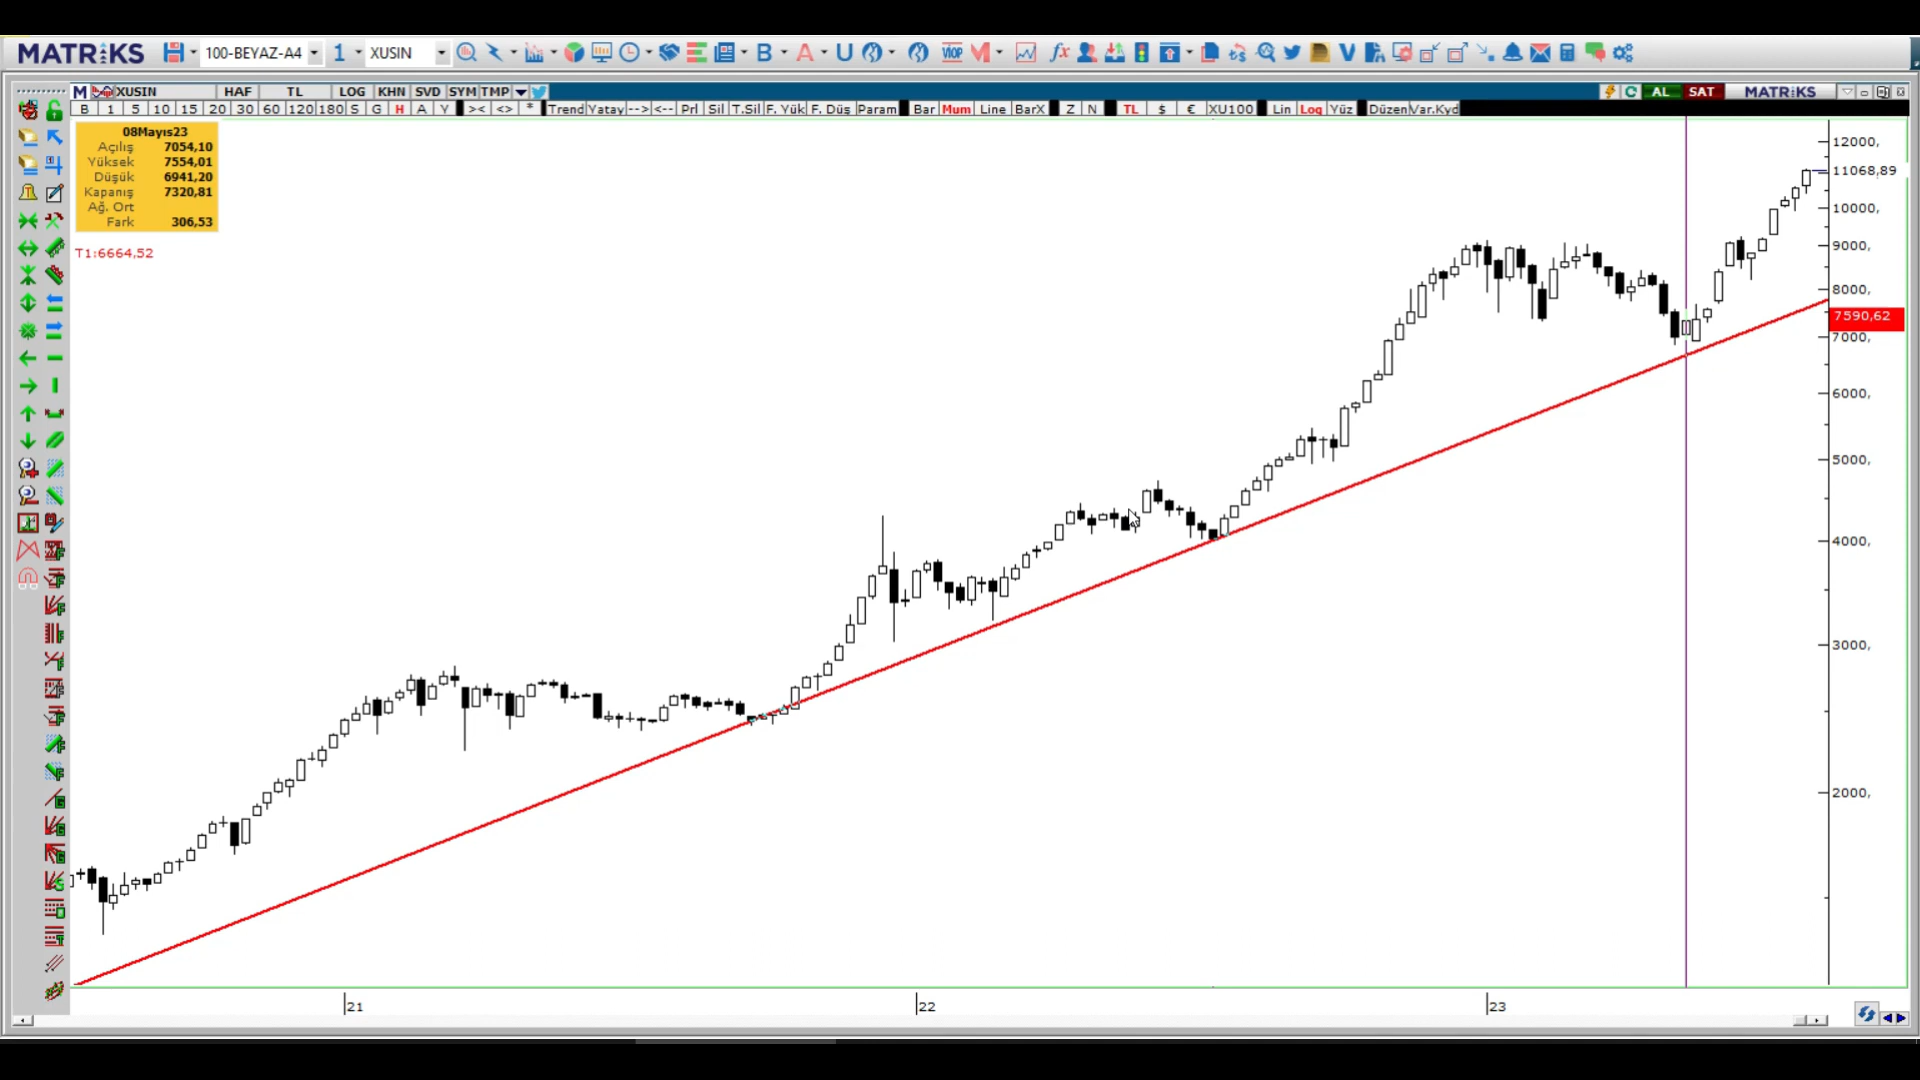 MATRiKS 100-BEYAZ-A4 1 XUSIN B A U VIOP M fx V
M XUSIN HAF TL LOG KHN SVD SYM TMP AL SAT MATRiKS
B 1 5 10 15 20 30 60 120 180 S G H A Y >< <> * Trend Yatay --> <-- Prl Sil T.Sil F. Yük F. Düş Param Bar Mum Line BarX Z N TL $ € XU100 Lin Log Yüz Düzen Var.Kyd
08Mayıs23
Açılış 7054,10
Yüksek 7554,01
Düşük 6941,20
Kapanış 7320,81
Ağ. Ort
Fark 306,53
T1:6664,52
12000,
11068,89
10000,
9000,
8000,
7590,62
7000,
6000,
5000,
4000,
3000,
2000,
21 22 23